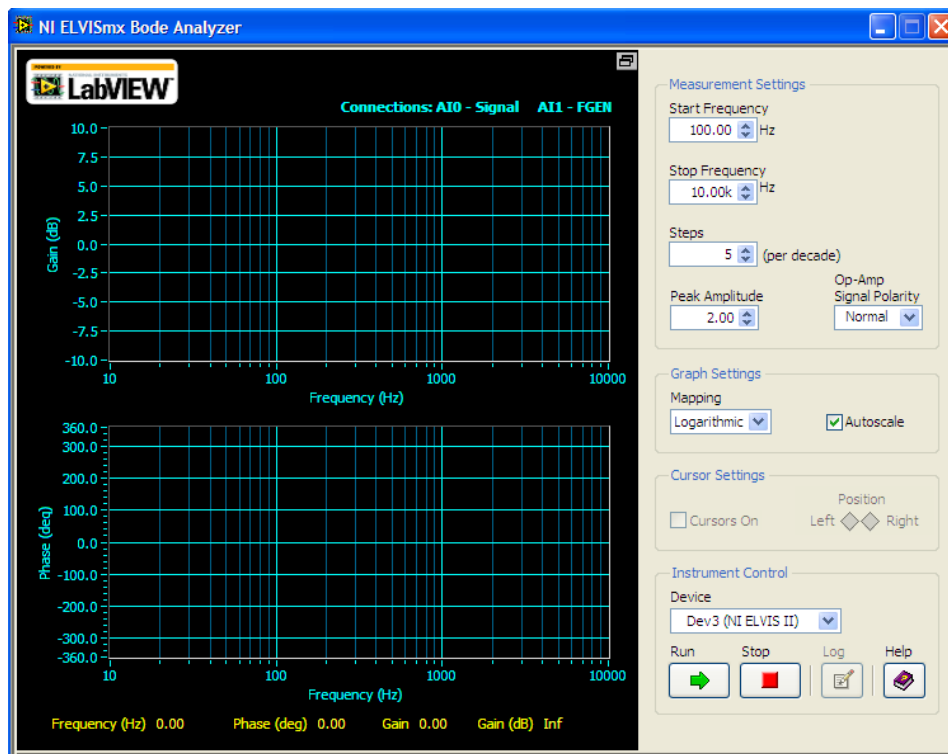 NI ELVISmx Bode Analyzer
POWERED BY
NATIONAL INSTRUMENTS
LabVIEW™
Connections: AI0 - Signal AI1 - FGEN
10.0
7.5
5.0
2.5
0.0
-2.5
-5.0
-7.5
-10.0
Gain (dB)
10 100 1000 10000
Frequency (Hz)
360.0
300.0
200.0
100.0
0.0
-100.0
-200.0
-300.0
-360.0
Phase (deg)
10 100 1000 10000
Frequency (Hz)
Frequency (Hz) 0.00 Phase (deg) 0.00 Gain 0.00 Gain (dB) Inf
Measurement Settings
Start Frequency
100.00 Hz
Stop Frequency
10.00k Hz
Steps
5 (per decade)
Peak Amplitude
2.00
Op-Amp
Signal Polarity
Normal
Graph Settings
Mapping
Logarithmic Autoscale
Cursor Settings
Position
Cursors On Left Right
Instrument Control
Device
Dev3 (NI ELVIS II)
Run Stop Log Help